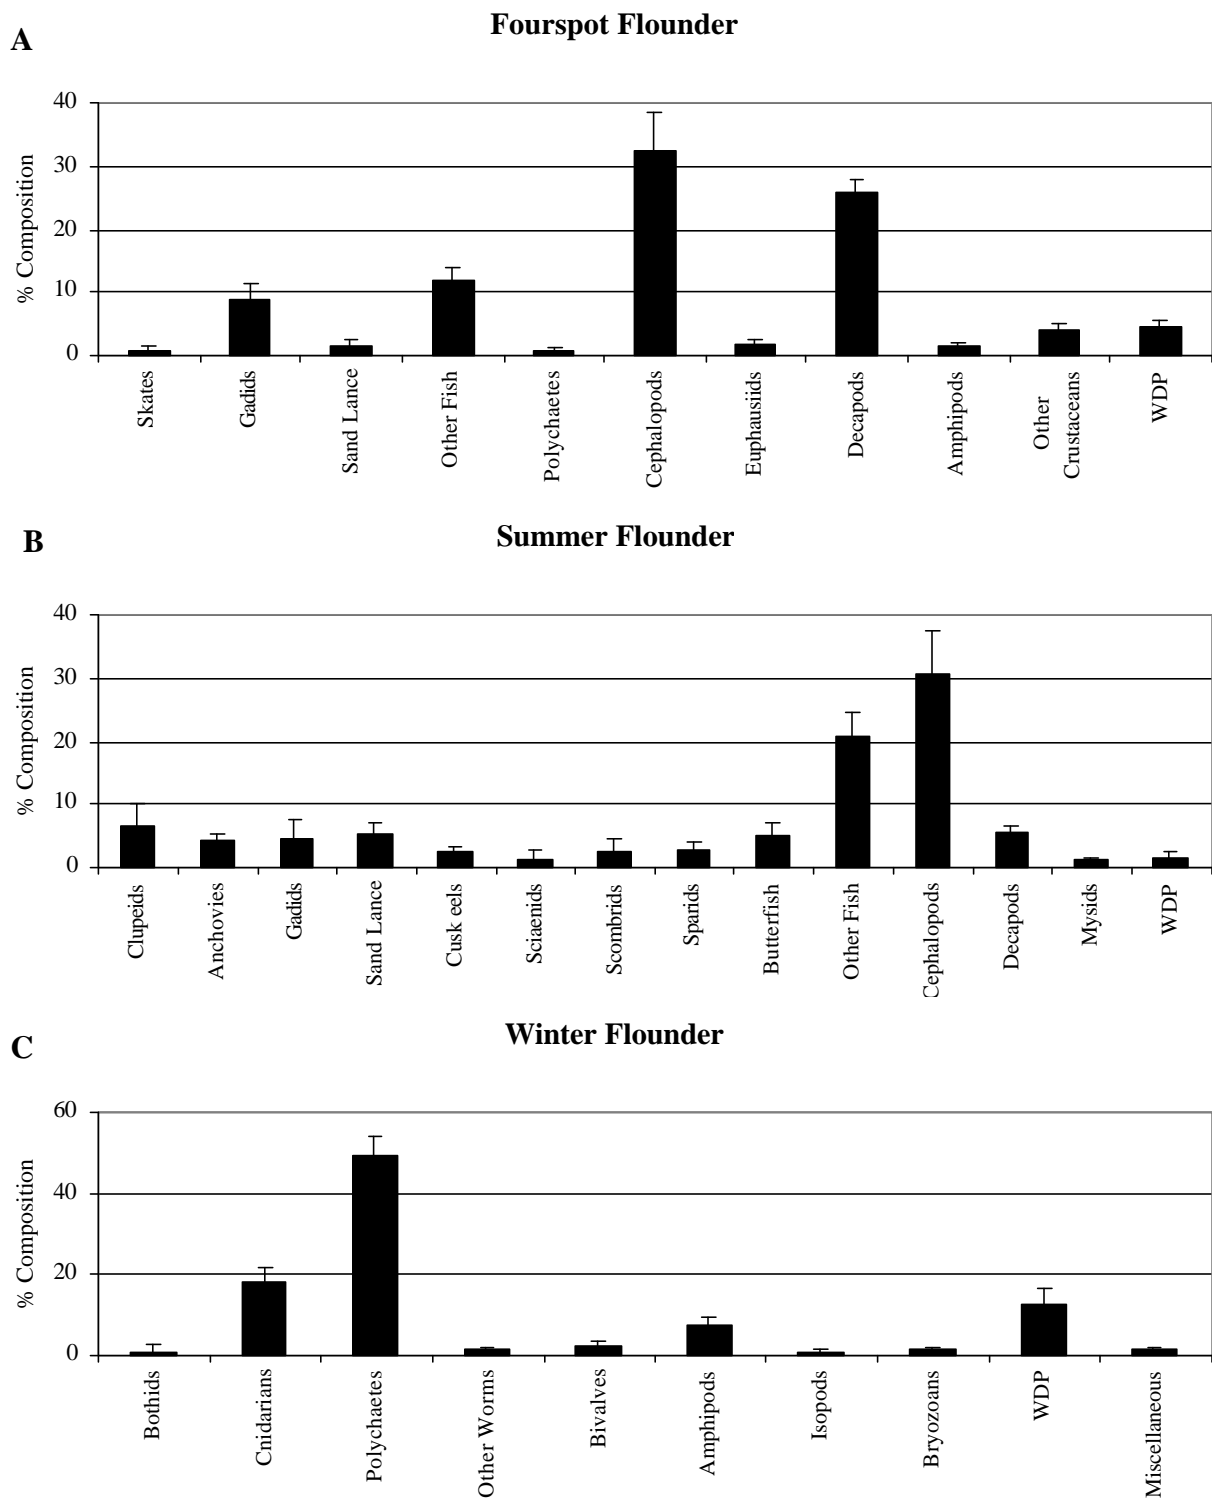 A
Fourspot Flounder
% Composition
40
30
20
10
0
Skates
Gadids
Sand Lance
Other Fish
Polychaetes
Cephalopods
Euphausiids
Decapods
Amphipods
Other
Crustaceans
WDP
B
Summer Flounder
% Composition
40
30
20
10
0
Clupeids
Anchovies
Gadids
Sand Lance
Cusk eels
Sciaenids
Scombrids
Sparids
Butterfish
Other Fish
Cephalopods
Decapods
Mysids
WDP
C
Winter Flounder
% Composition
60
40
20
0
Bothids
Cnidarians
Polychaetes
Other Worms
Bivalves
Amphipods
Isopods
Bryozoans
WDP
Miscellaneous